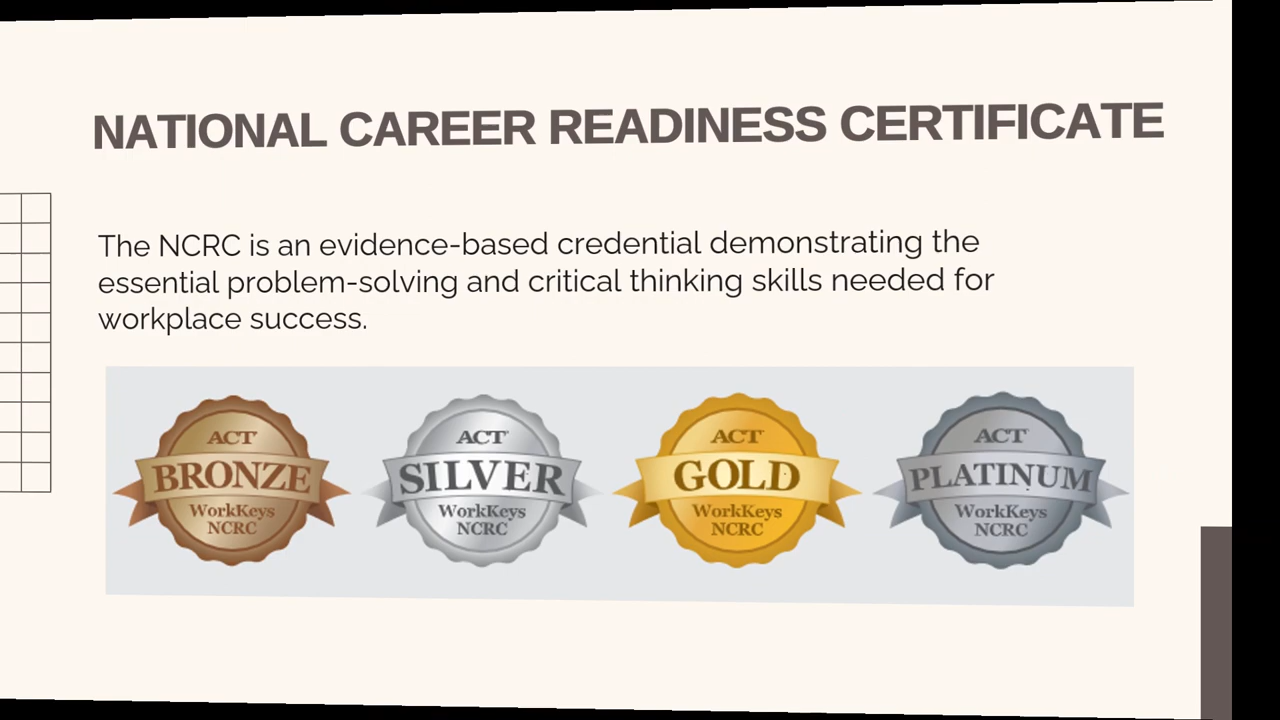 NATIONAL CAREER READINESS CERTIFICATE
The NCRC is an evidence-based credential demonstrating the
essential problem-solving and critical thinking skills needed for
workplace success.
ACT
BRONZE
WorkKeys
NCRC
ACT
SILVER
WorkKeys
NCRC
ACT
GOLD
WorkKeys
NCRC
ACT
PLATINUM
WorkKeys
NCRC